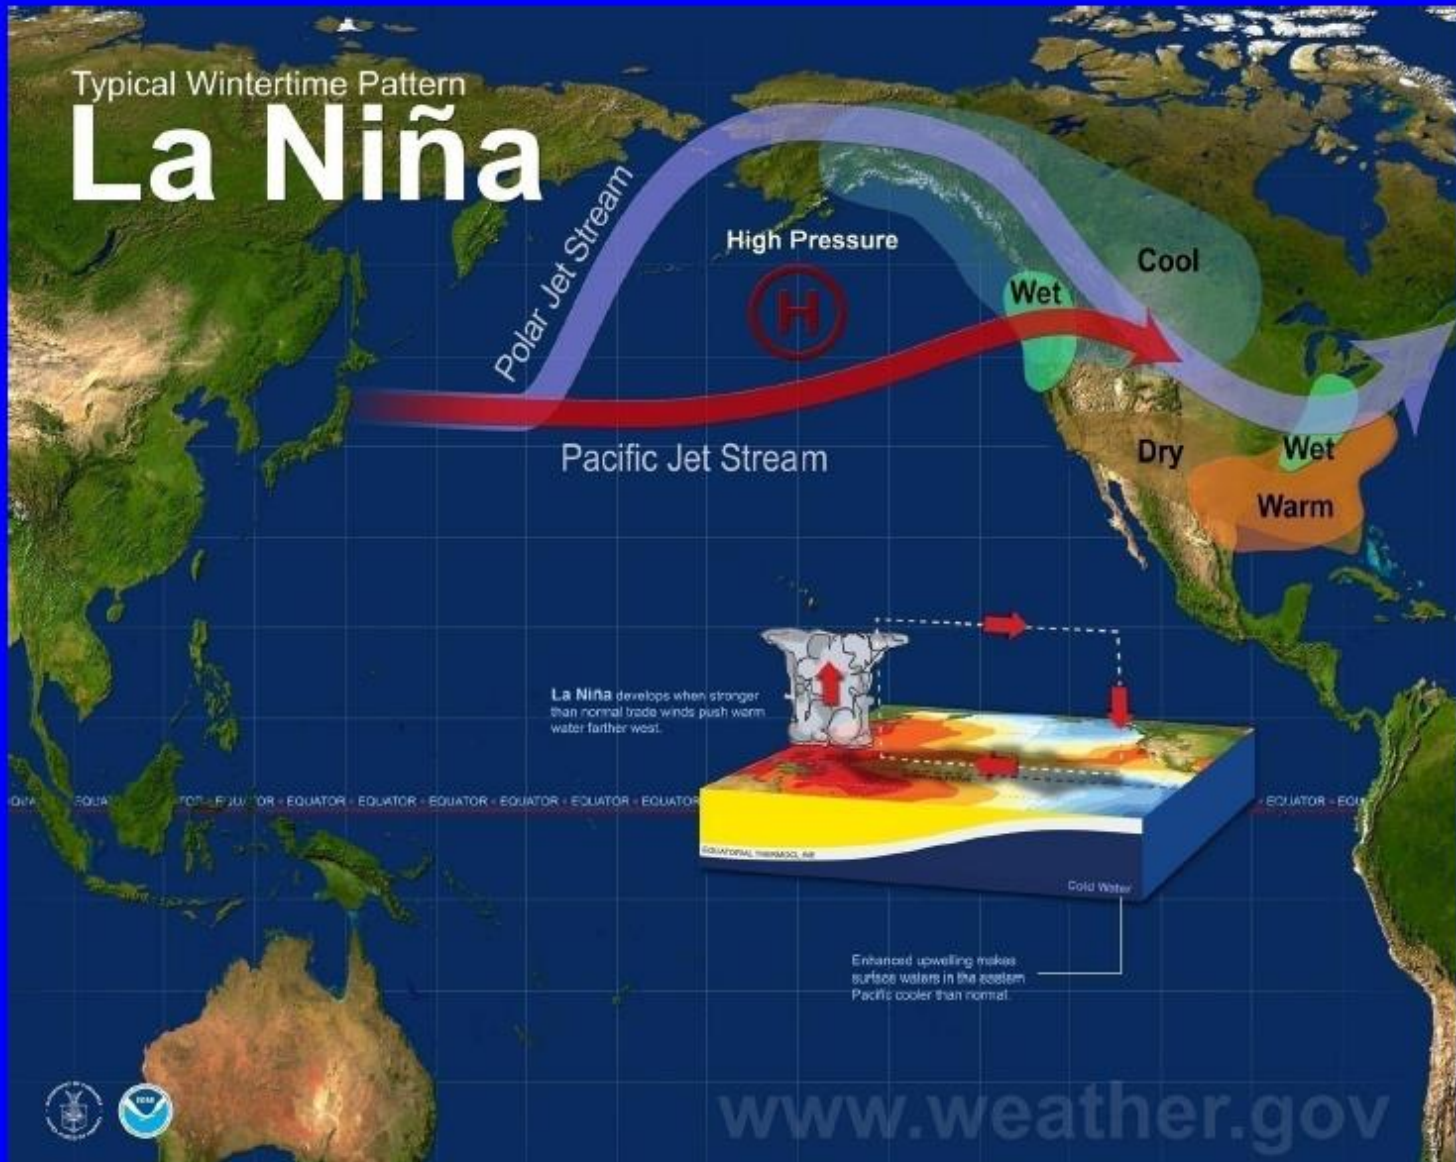 Typical Wintertime Pattern
La Niña
Polar Jet Stream
High Pressure
H
Cool
Wet
Pacific Jet Stream
Dry
Wet
Warm
La Niña develops when stronger
than normal trade winds push warm
water farther west.
EQUATOR EQUATOR • EQUATOR • EQUATOR • EQUATOR • EQUATOR • EQUATOR • EQUATOR
EQUATOR
EQUATORIAL THERMOCLINE
Cold Water
Enhanced upwelling makes
surface waters in the eastern
Pacific cooler than normal.
www.weather.gov